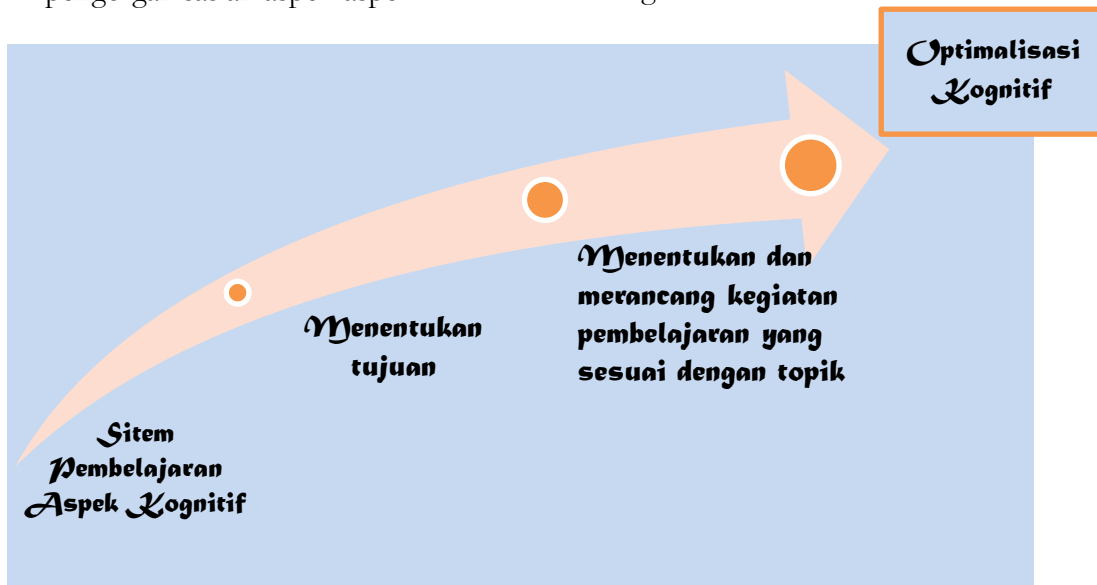 Optimalisasi
Kognitif
Menentukan dan
merancang kegiatan
pembelajaran yang
sesuai dengan topik
Menentukan
tujuan
Sitem
Pembelajaran
Aspek Kognitif